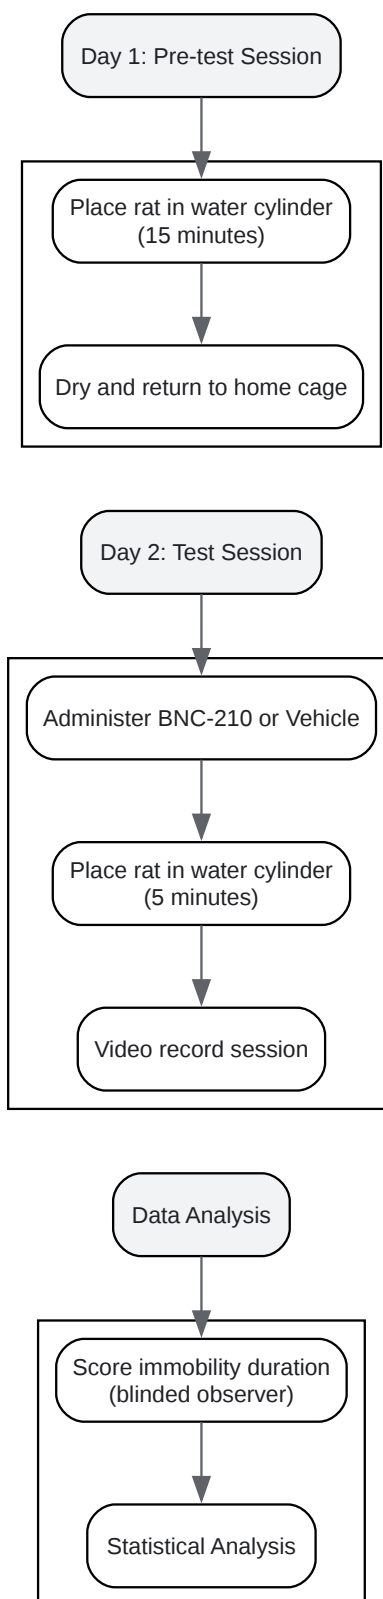 Day 1: Pre-test Session
Place rat in water cylinder
(15 minutes)
Dry and return to home cage
Day 2: Test Session
Administer BNC-210 or Vehicle
Place rat in water cylinder
(5 minutes)
Video record session
Data Analysis
Score immobility duration
(blinded observer)
Statistical Analysis